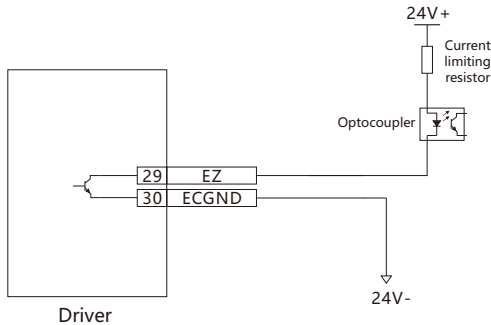 24V+
Current
limiting
resistor
Optocoupler
29 EZ
30 ECGND
24V-
Driver